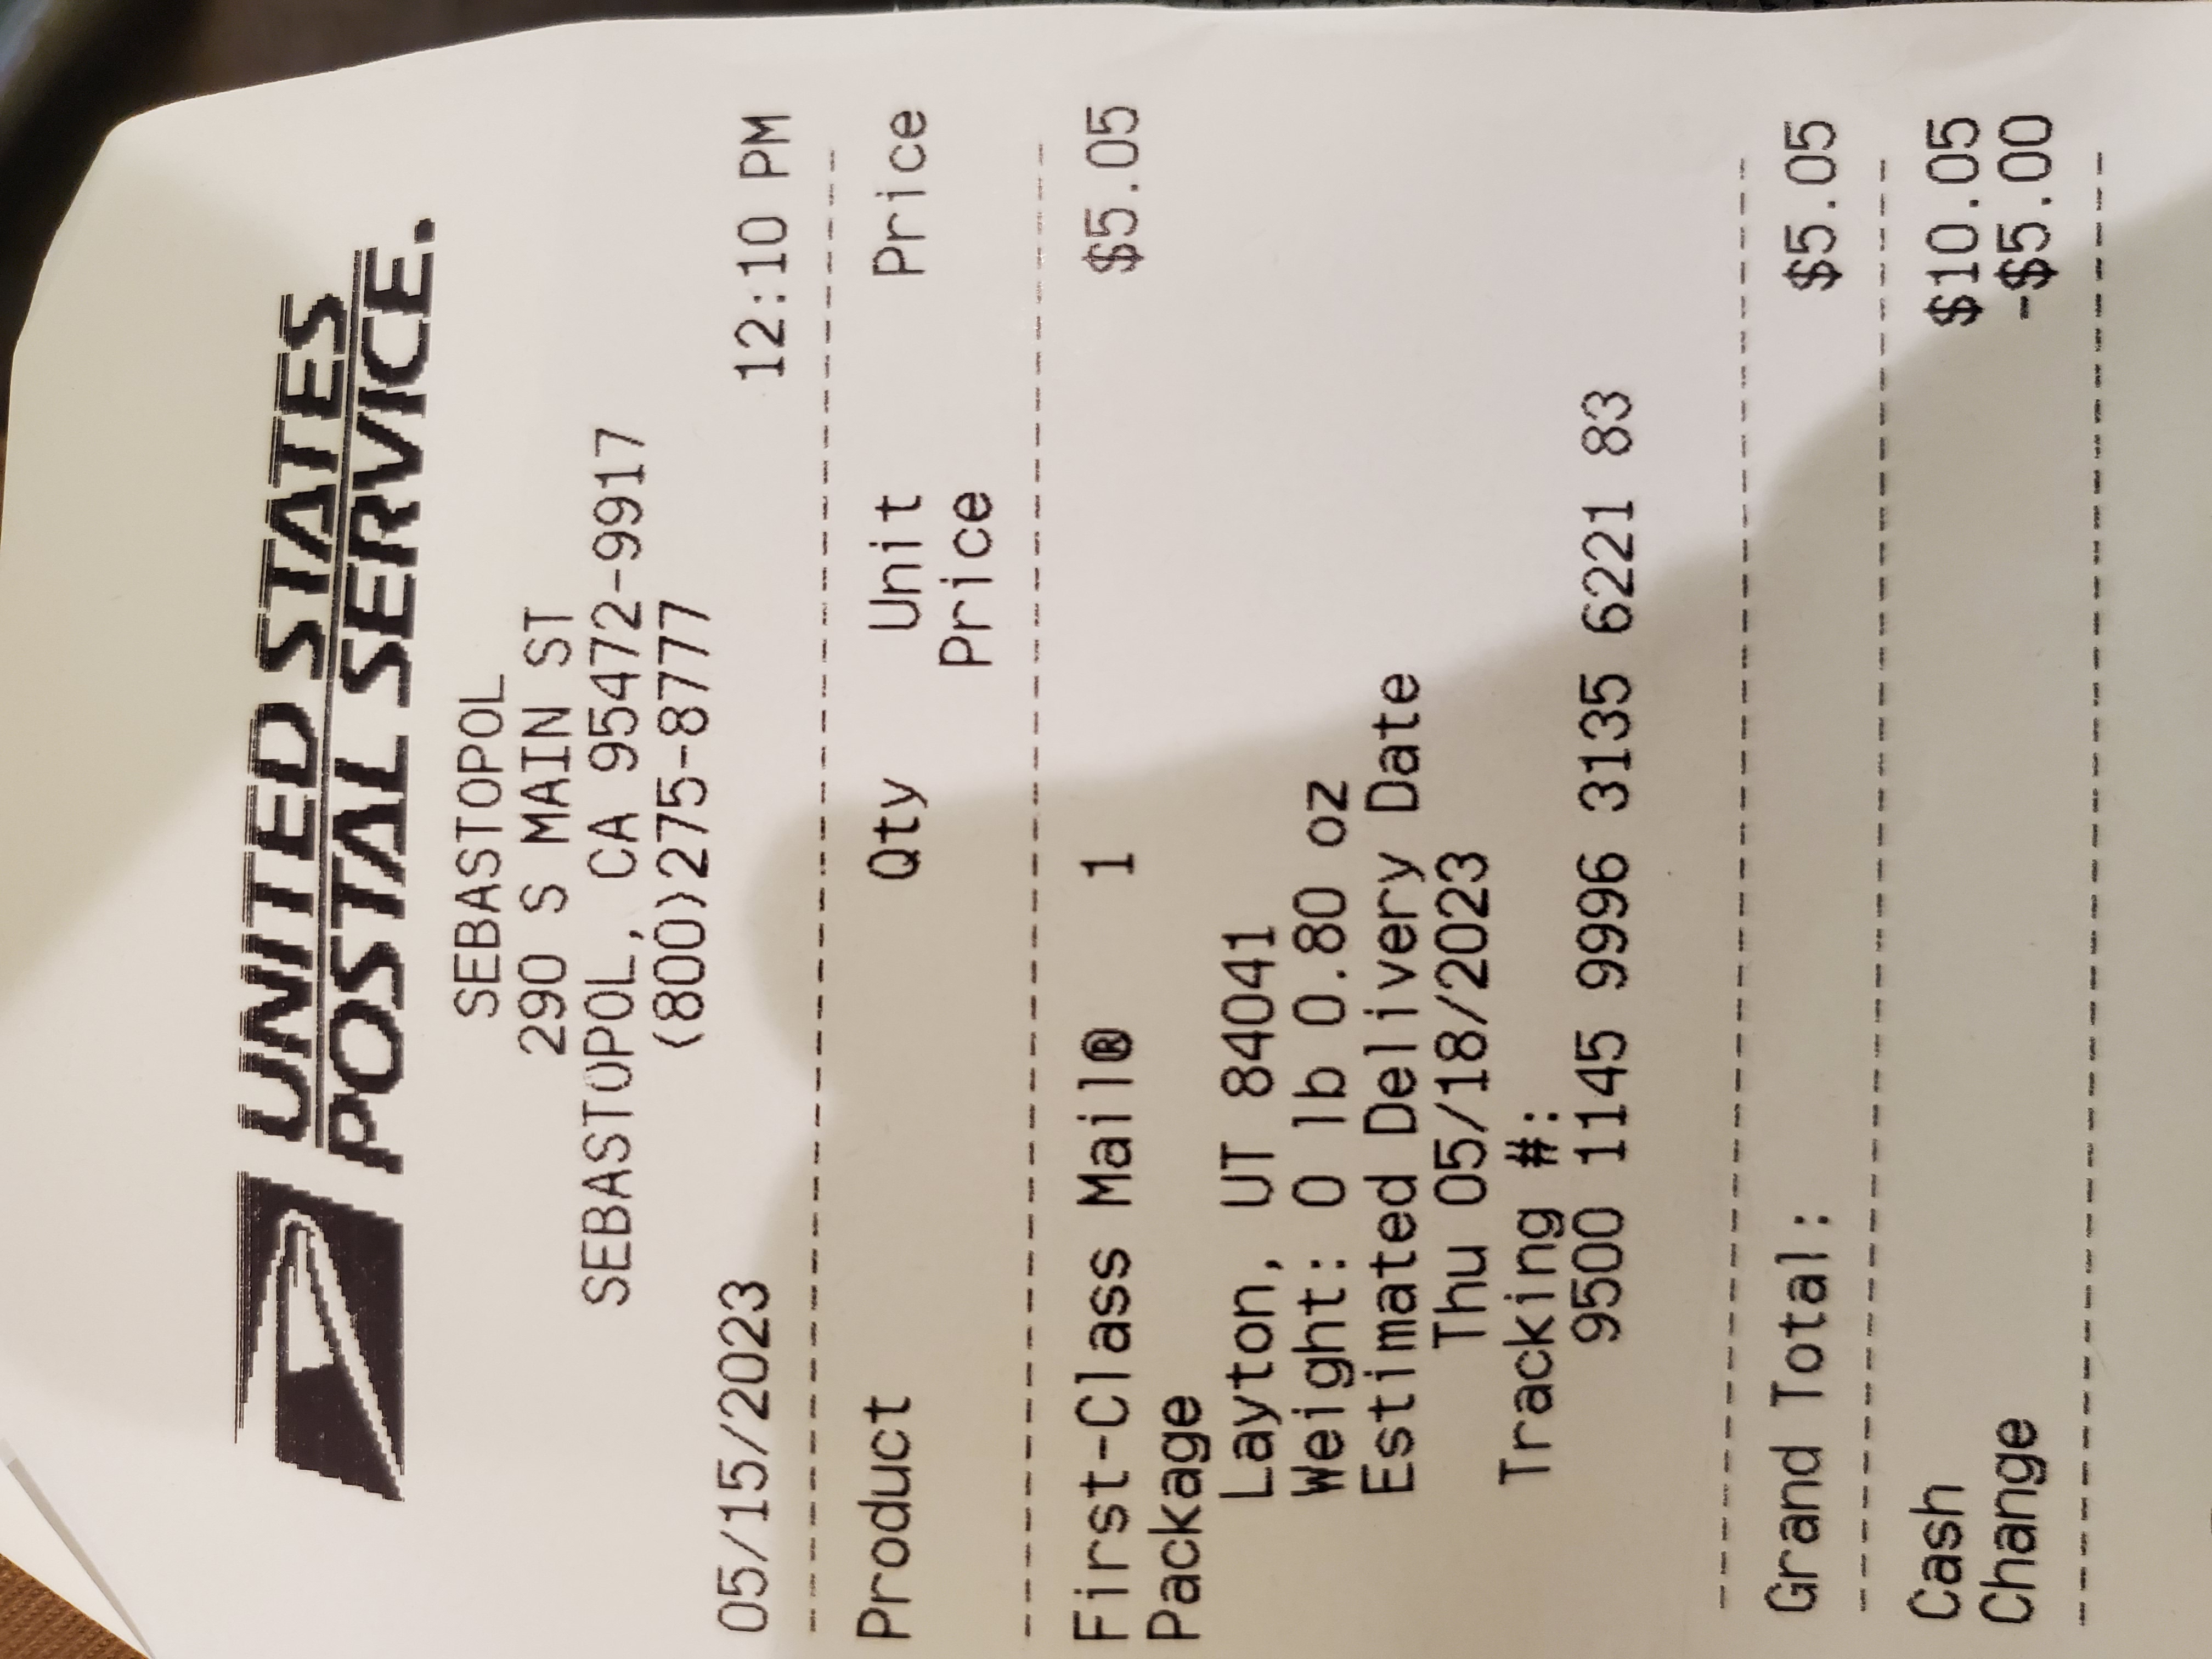 UNITED STATES
POSTAL SERVICE.
SEBASTOPOL
290 S MAIN ST
SEBASTOPOL, CA 95472-9917
(800)275-8777
05/15/2023 12:10 PM
Product Qty Unit Price
Price
First-Class Mail® 1 $5.05
Package
Layton, UT 84041
Weight: 0 lb 0.80 oz
Estimated Delivery Date
Thu 05/18/2023
Tracking #:
9500 1145 9996 3135 6221 83
Grand Total: $5.05
Cash $10.05
Change -$5.00